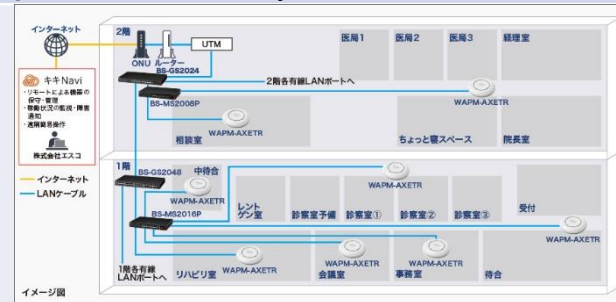 インターネット
2階
ONU
ルーター
UTM
BS-GS2024
医局1
医局2
医局3
経理室
キキNavi
・リモートによる機器の
保守・管理
・稼働状況の監視・障害
通知
・遠隔簡易操作
株式会社エスコ
2階各有線LANポートへ
BS-MS2008P
WAPM-AXETR
WAPM-AXETR
相談室
ちょっと寝スペース
院長室
インターネット
LANケーブル
1階
BS-GS2048
中待合
WAPM-AXETR
WAPM-AXETR
BS-MS2016P
レント
ゲン室
診察室予備
診察室①
診察室②
診察室③
受付
WAPM-AXETR
1階各有線
LANポートへ
リハビリ室
WAPM-AXETR
WAPM-AXETR
会議室
WAPM-AXETR
事務室
待合
イメージ図